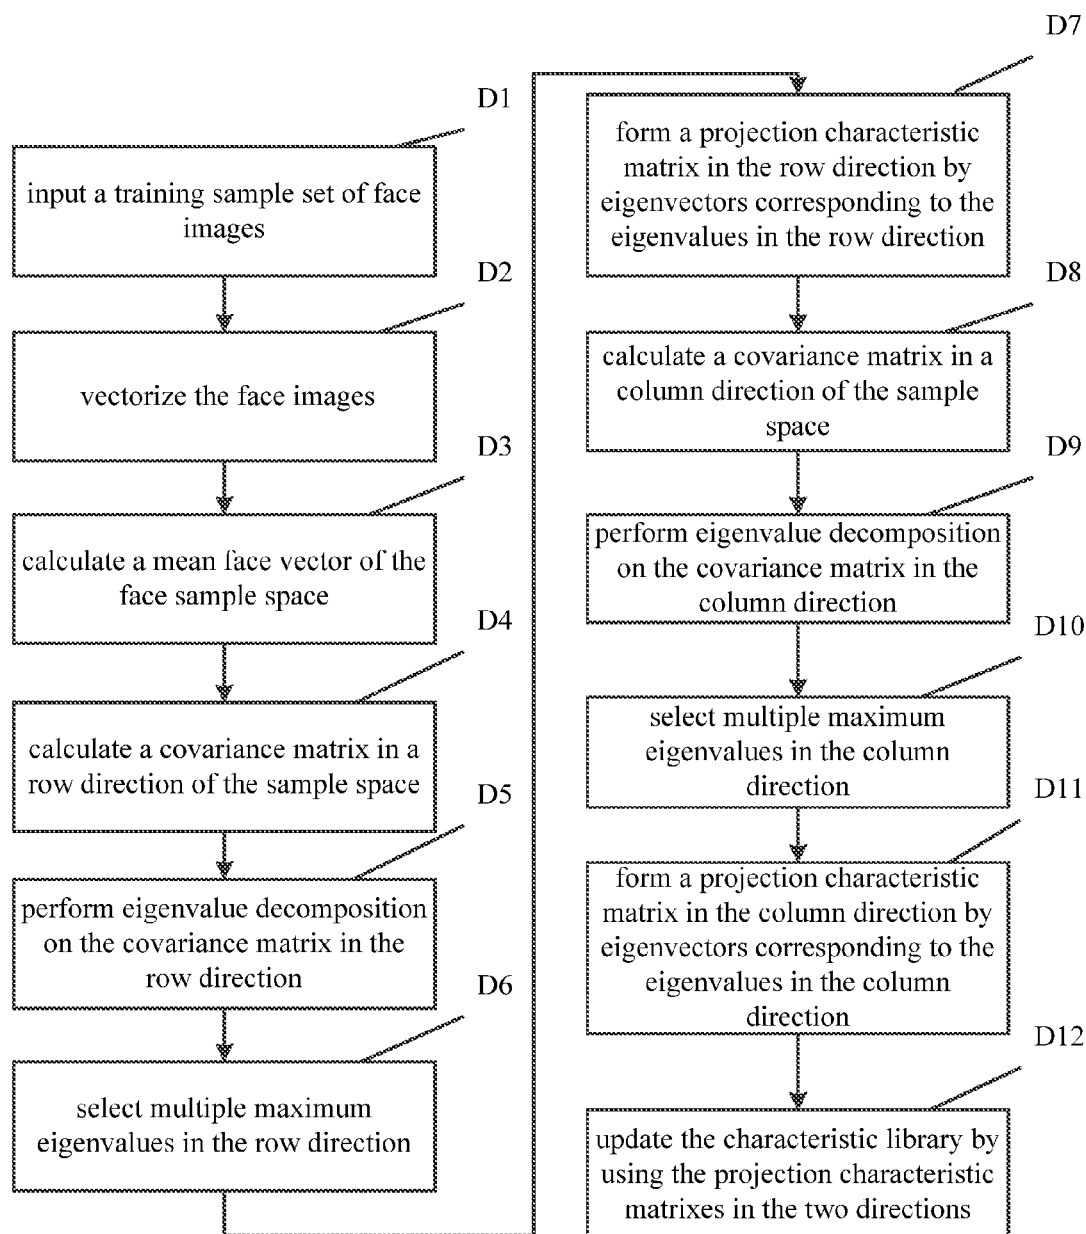 D1
input a training sample set of face
images
D2
vectorize the face images
D3
calculate a mean face vector of the
face sample space
D4
calculate a covariance matrix in a
row direction of the sample space
D5
perform eigenvalue decomposition
on the covariance matrix in the
row direction
D6
select multiple maximum
eigenvalues in the row direction
D7
form a projection characteristic
matrix in the row direction by
eigenvectors corresponding to the
eigenvalues in the row direction
D8
calculate a covariance matrix in a
column direction of the sample
space
D9
perform eigenvalue decomposition
on the covariance matrix in the
column direction
D10
select multiple maximum
eigenvalues in the column
direction
D11
form a projection characteristic
matrix in the column direction by
eigenvectors corresponding to the
eigenvalues in the column
direction
D12
update the characteristic library by
using the projection characteristic
matrixes in the two directions